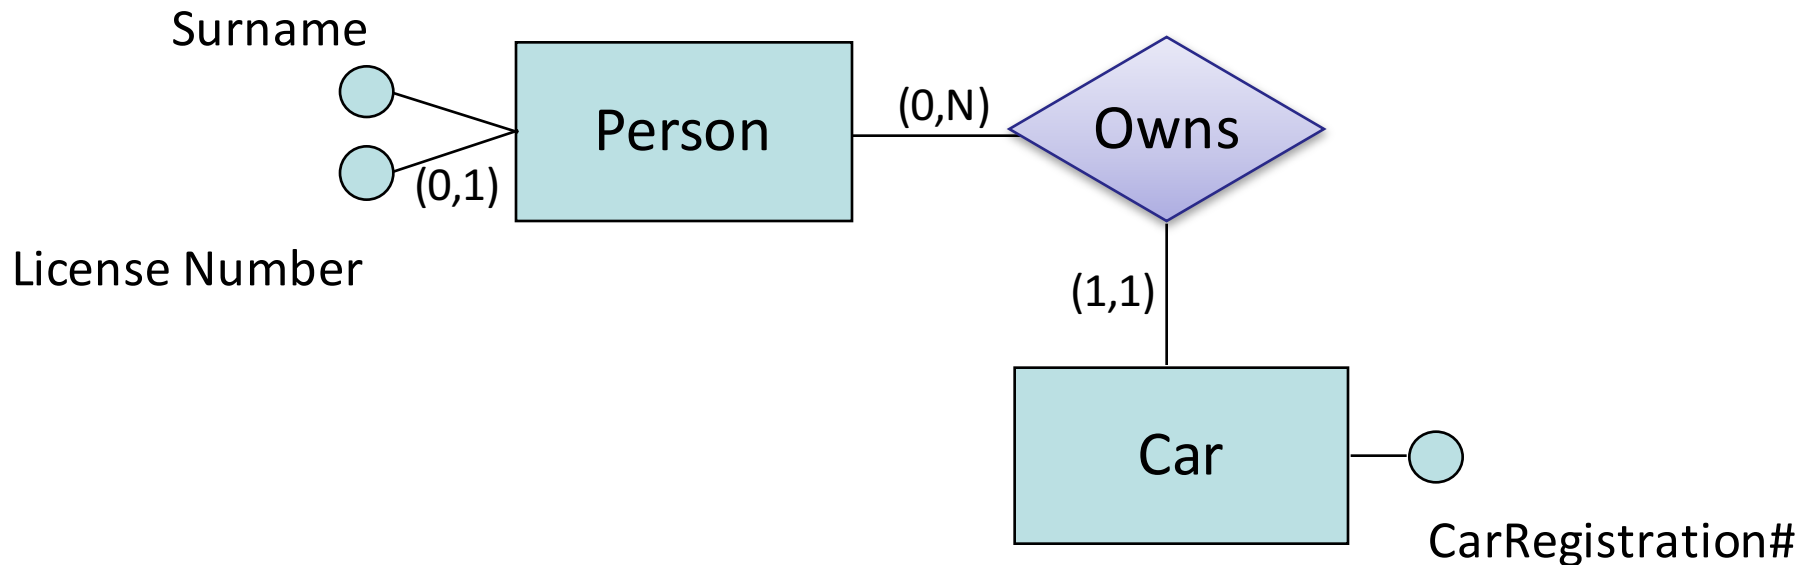 Surname
Person
(0,N)
Owns
(0,1)
License Number
(1,1)
Car
CarRegistration#